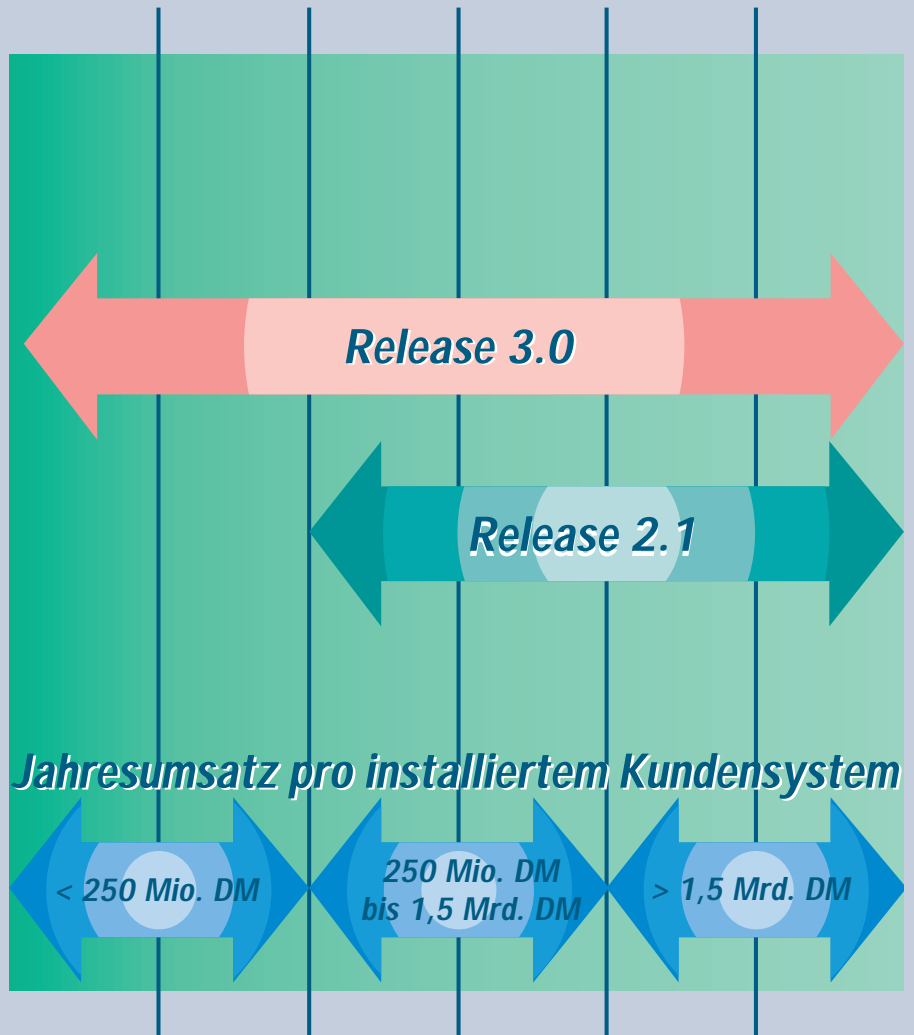 Release 3.0
Release 2.1
Jahresumsatz pro installiertem Kundensystem
< 250 Mio. DM
250 Mio. DM
bis 1,5 Mrd. DM
> 1,5 Mrd. DM